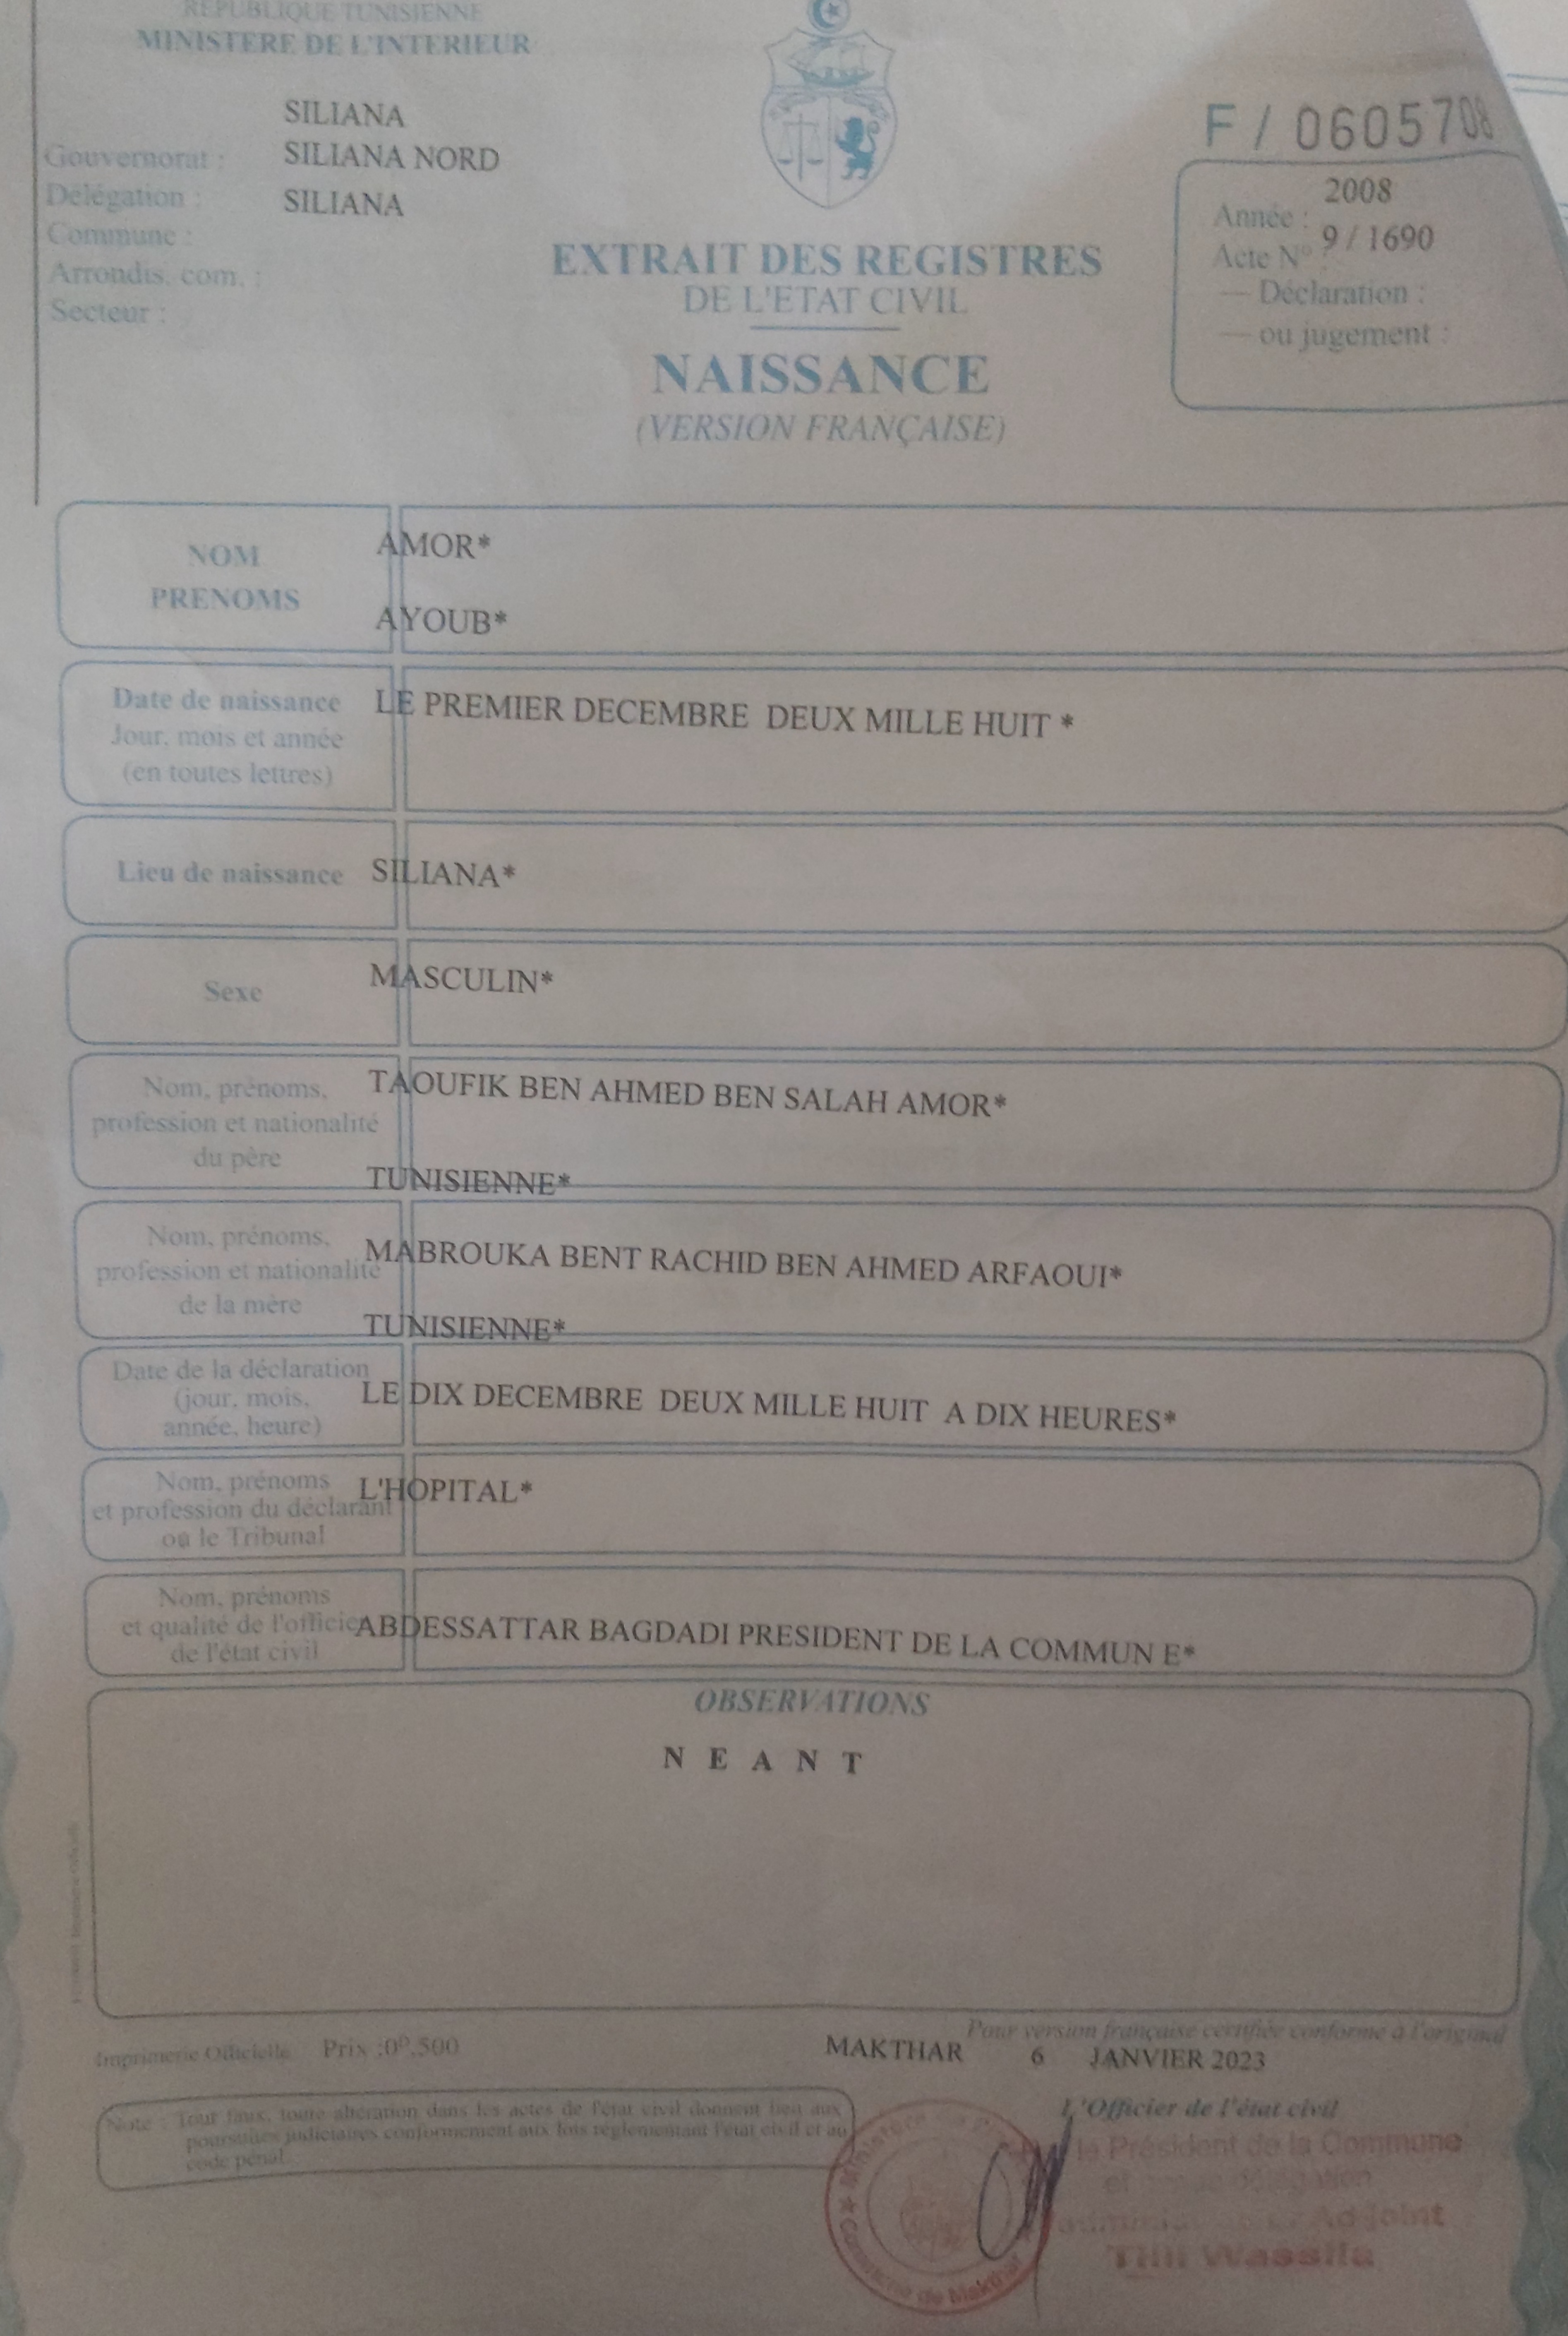 REPUBLIQUE TUNISIENNE
MINISTERE DE L'INTERIEUR
SILIANA
Gouvernorat : SILIANA NORD
Délégation : SILIANA
Commune :
Arrondis. com. :
Secteur :
F / 0605708
2008
Année :
Acte N° : 9 / 1690
— Déclaration :
— ou jugement :
EXTRAIT DES REGISTRES
DE L'ETAT CIVIL
NAISSANCE
(VERSION FRANÇAISE)
NOM
PRENOMS
AMOR*
AYOUB*
Date de naissance
Jour, mois et année
(en toutes lettres)
LE PREMIER DECEMBRE DEUX MILLE HUIT *
Lieu de naissance
SILIANA*
Sexe
MASCULIN*
Nom, prénoms,
profession et nationalité
du père
TAOUFIK BEN AHMED BEN SALAH AMOR*
TUNISIENNE*
Nom, prénoms,
profession et nationalité
de la mère
MABROUKA BENT RACHID BEN AHMED ARFAOUI*
TUNISIENNE*
Date de la déclaration
(jour, mois,
année, heure)
LE DIX DECEMBRE DEUX MILLE HUIT A DIX HEURES*
Nom, prénoms
et profession du déclarant
ou le Tribunal
L'HOPITAL*
Nom, prénoms
et qualité de l'officier
de l'état civil
ABDESSATTAR BAGDADI PRESIDENT DE LA COMMUN E*
OBSERVATIONS
N E A N T
Imprimerie Officielle Prix :0ᴰ,500
Pour version française certifiée conforme à l'original
MAKTHAR 6 JANVIER 2023
Note : Tout faux, toute altération dans les actes de l'état civil donnent lieu aux
poursuites judiciaires conformément aux lois réglementant l'état civil et au
code pénal.
L'Officier de l'état civil
le Président de la Commune
et délégation
Adjoint
Tlili Wassila
Commune de Makthar